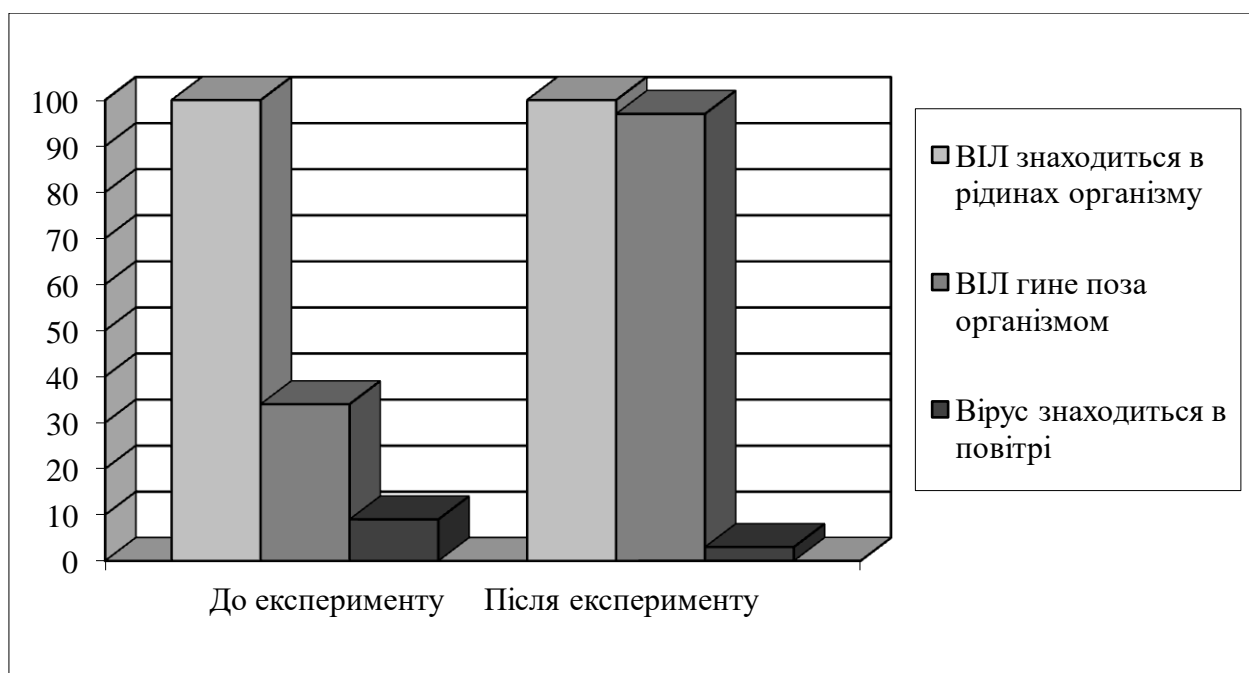 100
90
80
70
60
50
40
30
20
10
0
До експерименту
Після експерименту
ВІЛ знаходиться в
рідинах організму
ВІЛ гине поза
організмом
Вірус знаходиться в
повітрі